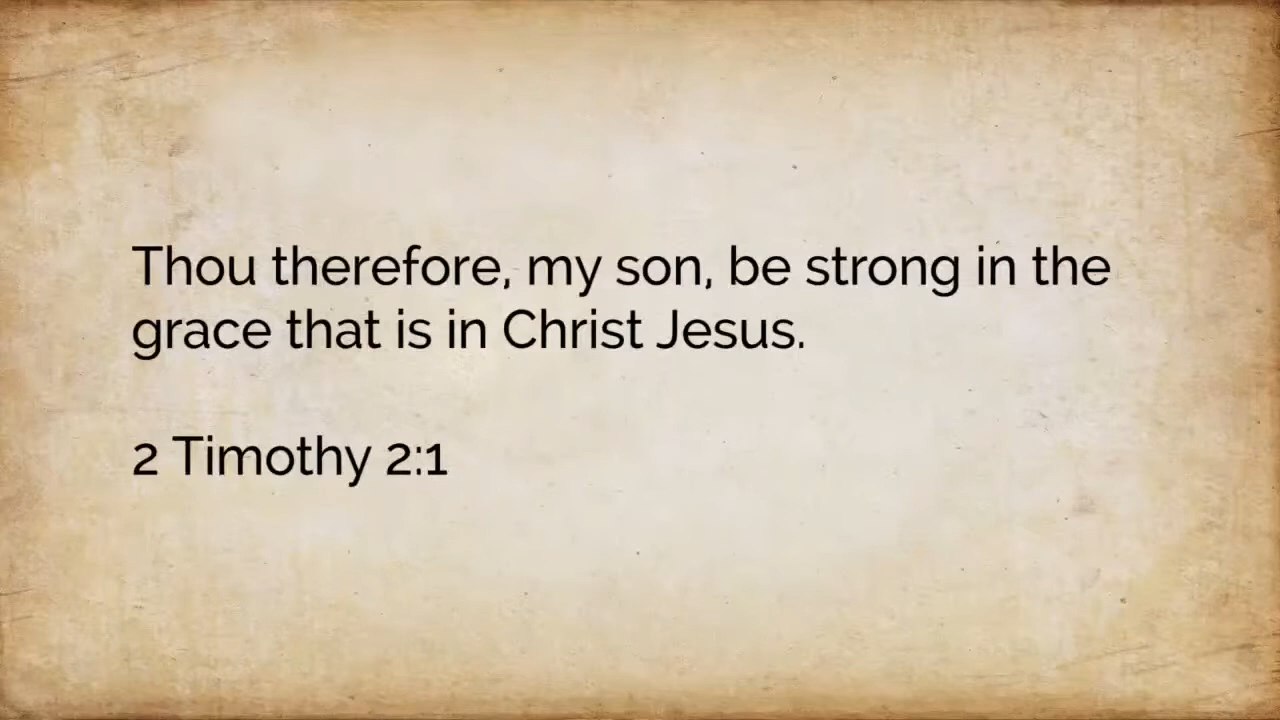 Thou therefore, my son, be strong in the
grace that is in Christ Jesus.
2 Timothy 2:1